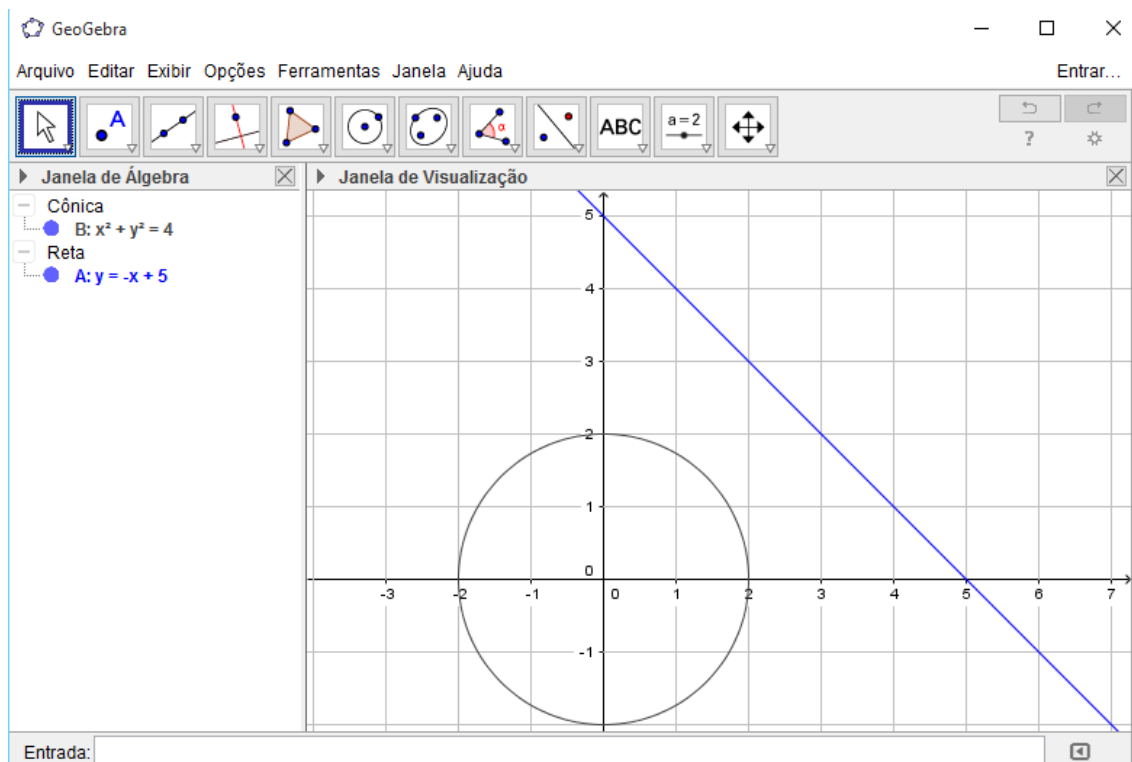 GeoGebra
Arquivo Editar Exibir Opções Ferramentas Janela Ajuda
Entrar...
A
α
ABC
a = 2
?
Janela de Álgebra
Janela de Visualização
Cônica
B: x² + y² = 4
Reta
A: y = -x + 5
5
4
3
2
1
0
-1
-3 -2 -1 0 1 2 3 4 5 6 7
Entrada: